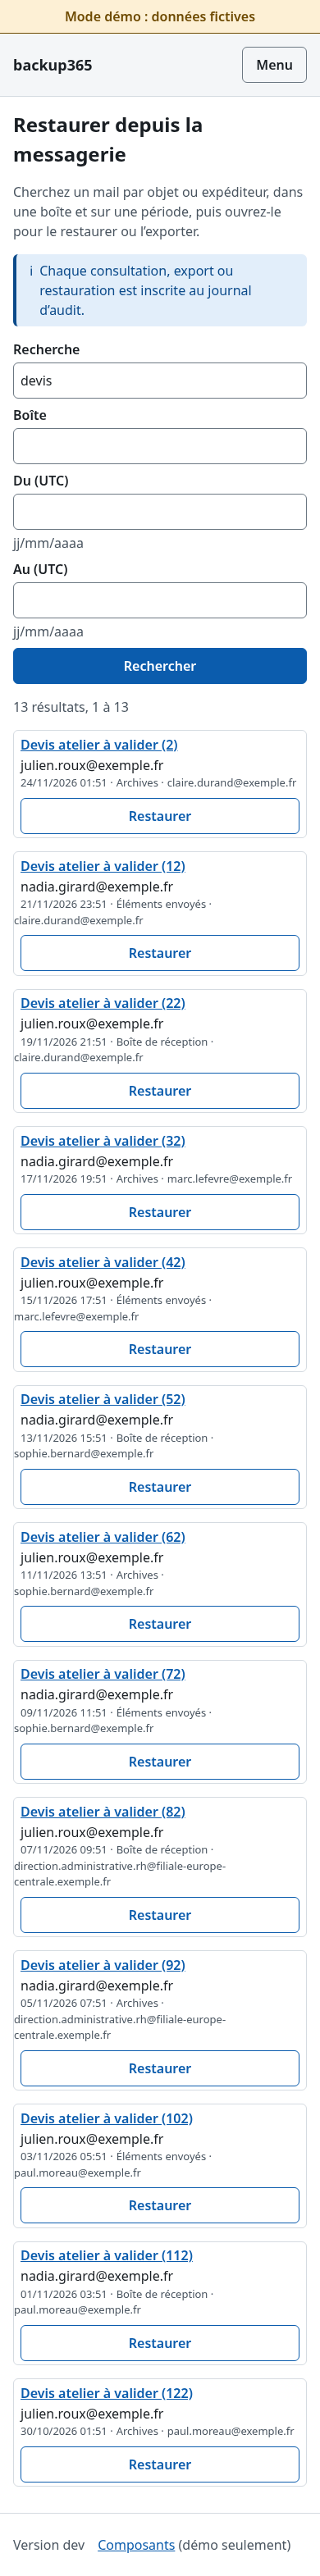 Mode démo : données fictives
backup365
Menu
Restaurer depuis la
messagerie
Cherchez un mail par objet ou expéditeur, dans
une boîte et sur une période, puis ouvrez-le
pour le restaurer ou l’exporter.
i Chaque consultation, export ou
restauration est inscrite au journal
d’audit.
Recherche
devis
Boîte
Du (UTC)
jj/mm/aaaa
Au (UTC)
jj/mm/aaaa
Rechercher
13 résultats, 1 à 13
Devis atelier à valider (2)
julien.roux@exemple.fr
24/11/2026 01:51 · Archives · claire.durand@exemple.fr
Restaurer
Devis atelier à valider (12)
nadia.girard@exemple.fr
21/11/2026 23:51 · Éléments envoyés ·
claire.durand@exemple.fr
Restaurer
Devis atelier à valider (22)
julien.roux@exemple.fr
19/11/2026 21:51 · Boîte de réception ·
claire.durand@exemple.fr
Restaurer
Devis atelier à valider (32)
nadia.girard@exemple.fr
17/11/2026 19:51 · Archives · marc.lefevre@exemple.fr
Restaurer
Devis atelier à valider (42)
julien.roux@exemple.fr
15/11/2026 17:51 · Éléments envoyés ·
marc.lefevre@exemple.fr
Restaurer
Devis atelier à valider (52)
nadia.girard@exemple.fr
13/11/2026 15:51 · Boîte de réception ·
sophie.bernard@exemple.fr
Restaurer
Devis atelier à valider (62)
julien.roux@exemple.fr
11/11/2026 13:51 · Archives ·
sophie.bernard@exemple.fr
Restaurer
Devis atelier à valider (72)
nadia.girard@exemple.fr
09/11/2026 11:51 · Éléments envoyés ·
sophie.bernard@exemple.fr
Restaurer
Devis atelier à valider (82)
julien.roux@exemple.fr
07/11/2026 09:51 · Boîte de réception ·
direction.administrative.rh@filiale-europe-
centrale.exemple.fr
Restaurer
Devis atelier à valider (92)
nadia.girard@exemple.fr
05/11/2026 07:51 · Archives ·
direction.administrative.rh@filiale-europe-
centrale.exemple.fr
Restaurer
Devis atelier à valider (102)
julien.roux@exemple.fr
03/11/2026 05:51 · Éléments envoyés ·
paul.moreau@exemple.fr
Restaurer
Devis atelier à valider (112)
nadia.girard@exemple.fr
01/11/2026 03:51 · Boîte de réception ·
paul.moreau@exemple.fr
Restaurer
Devis atelier à valider (122)
julien.roux@exemple.fr
30/10/2026 01:51 · Archives · paul.moreau@exemple.fr
Restaurer
Version dev Composants (démo seulement)